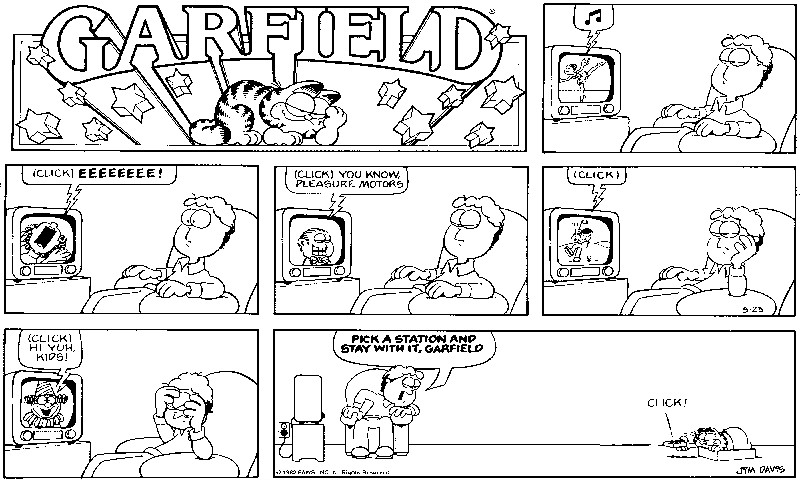 GARFIELD®
♫
(CLICK) EEEEEEEE!
(CLICK) YOU KNOW,
PLEASURE MOTORS
(CLICK)
5-23
(CLICK)
HI YUH,
KIDS!
PICK A STATION AND
STAY WITH IT, GARFIELD
CLICK!
JIM DAVIS